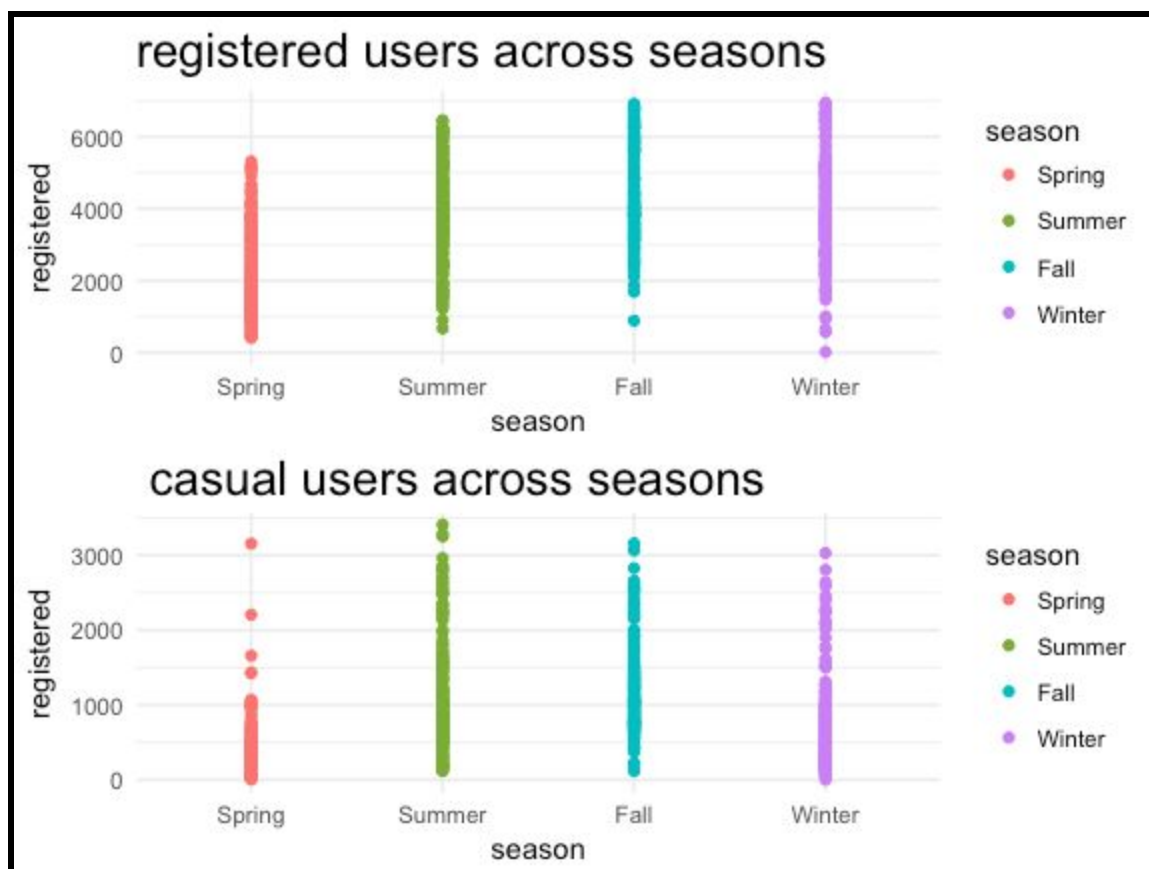 registered users across seasons
registered
6000
4000
2000
0
Spring Summer Fall Winter
season
season
Spring
Summer
Fall
Winter
casual users across seasons
registered
3000
2000
1000
0
Spring Summer Fall Winter
season
season
Spring
Summer
Fall
Winter